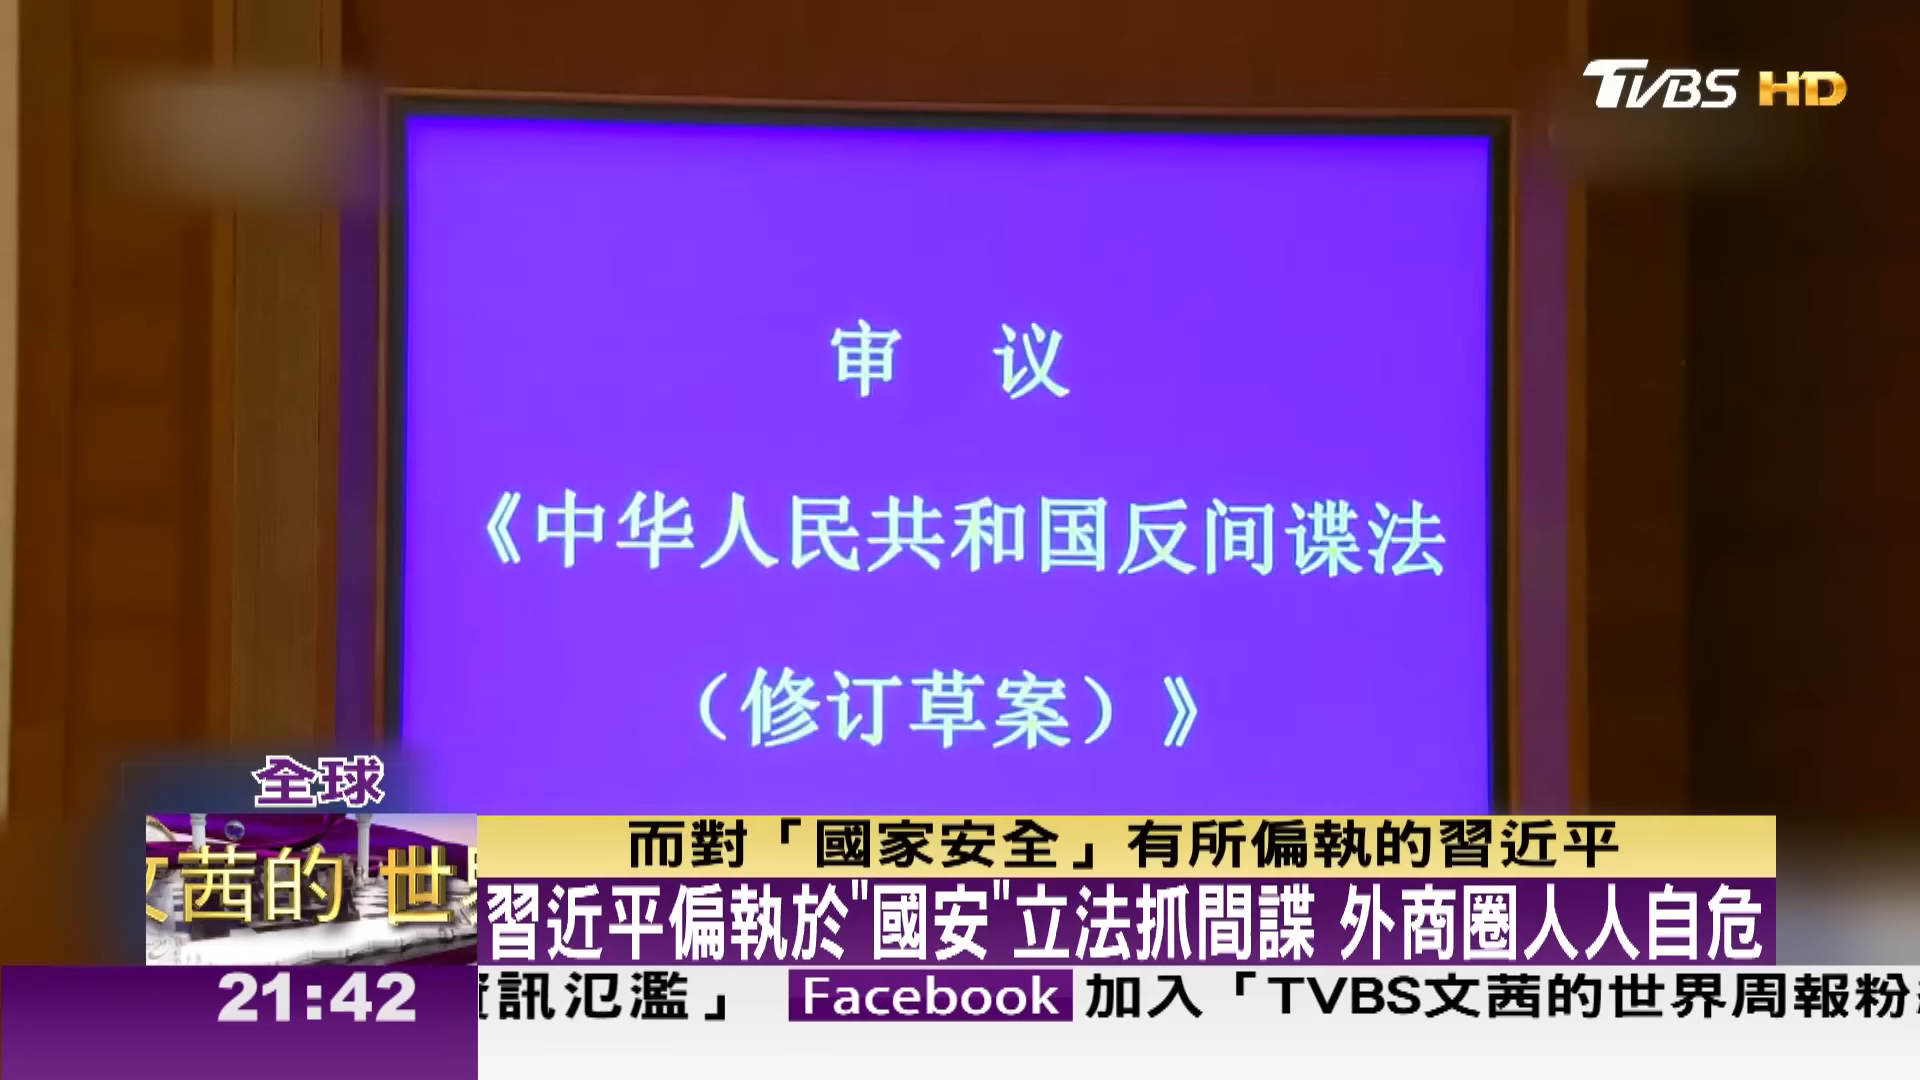 TVBS HD
审 议
《中华人民共和国反间谍法
（修订草案）》
全球
茜的 世
而對「國家安全」有所偏執的習近平
習近平偏執於"國安"立法抓間諜 外商圈人人自危
21:42
訊氾濫」 Facebook 加入「TVBS文茜的世界周報粉